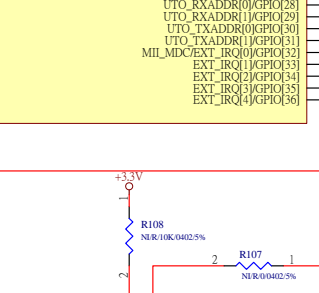 UTO_RXADDR[0]/GPIO[28]
UTO_RXADDR[1]/GPIO[29]
UTO_TXADDR[0]GPIO[30]
UTO_TXADDR[1]/GPIO[31]
MII_MDC/EXT_IRQ[0]/GPIO[32]
EXT_IRQ[1]/GPIO[33]
EXT_IRQ[2]/GPIO[34]
EXT_IRQ[3]/GPIO[35]
EXT_IRQ[4]/GPIO[36]
+3.3V
1
R108
NI/R/10K/0402/5%
2
R107
2 1
NI/R/0/0402/5%